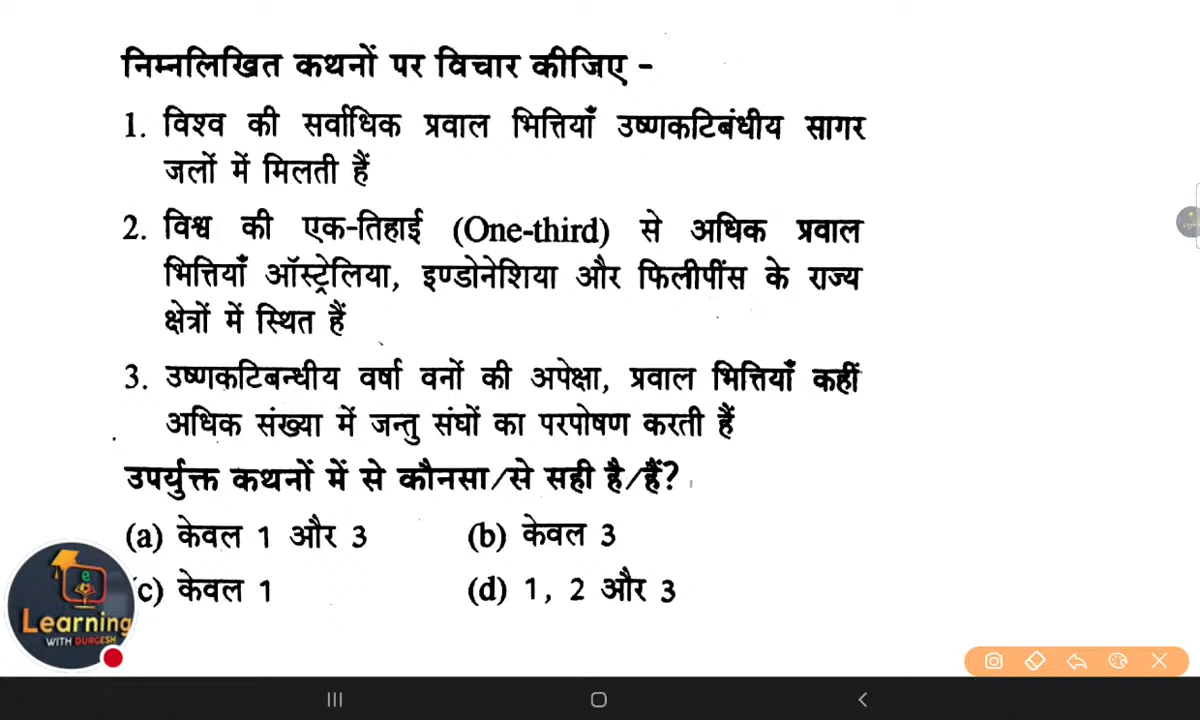 निम्नलिखित कथनों पर विचार कीजिए -
1. विश्व की सर्वाधिक प्रवाल भित्तियाँ उष्णकटिबंधीय सागर
जलों में मिलती हैं
2. विश्व की एक-तिहाई (One-third) से अधिक प्रवाल
भित्तियाँ ऑस्ट्रेलिया, इण्डोनेशिया और फिलीपींस के राज्य
क्षेत्रों में स्थित हैं
3. उष्णकटिबन्धीय वर्षा वनों की अपेक्षा, प्रवाल भित्तियाँ कहीं
अधिक संख्या में जन्तु संघों का परपोषण करती हैं
उपर्युक्त कथनों में से कौनसा/से सही है/हैं?
(a) केवल 1 और 3 (b) केवल 3
c) केवल 1 (d) 1, 2 और 3
e
Learning
WITH DURGESH